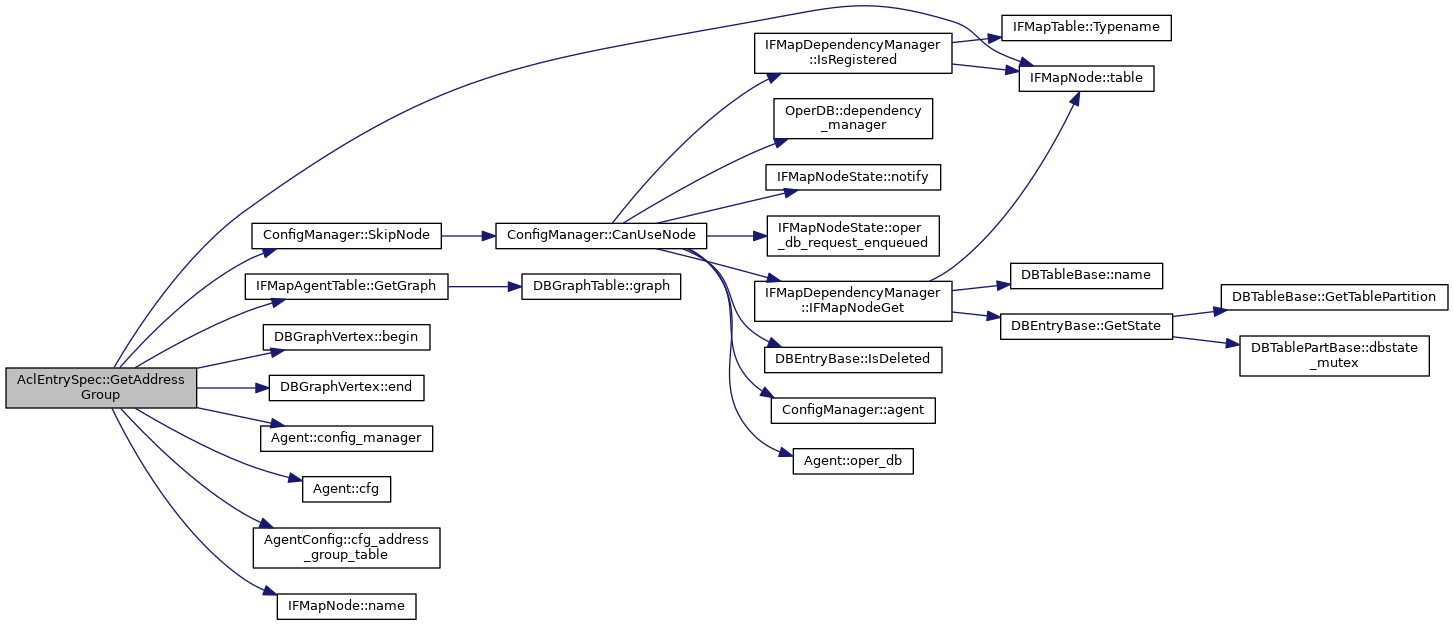 AclEntrySpec::GetAddress
Group
ConfigManager::SkipNode
IFMapAgentTable::GetGraph
DBGraphVertex::begin
DBGraphVertex::end
Agent::config_manager
Agent::cfg
AgentConfig::cfg_address
_group_table
IFMapNode::name
ConfigManager::CanUseNode
DBGraphTable::graph
IFMapDependencyManager
::IsRegistered
OperDB::dependency
_manager
IFMapNodeState::notify
IFMapNodeState::oper
_db_request_enqueued
IFMapDependencyManager
::IFMapNodeGet
DBEntryBase::IsDeleted
ConfigManager::agent
Agent::oper_db
IFMapTable::Typename
IFMapNode::table
DBTableBase::name
DBEntryBase::GetState
DBTableBase::GetTablePartition
DBTablePartBase::dbstate
_mutex